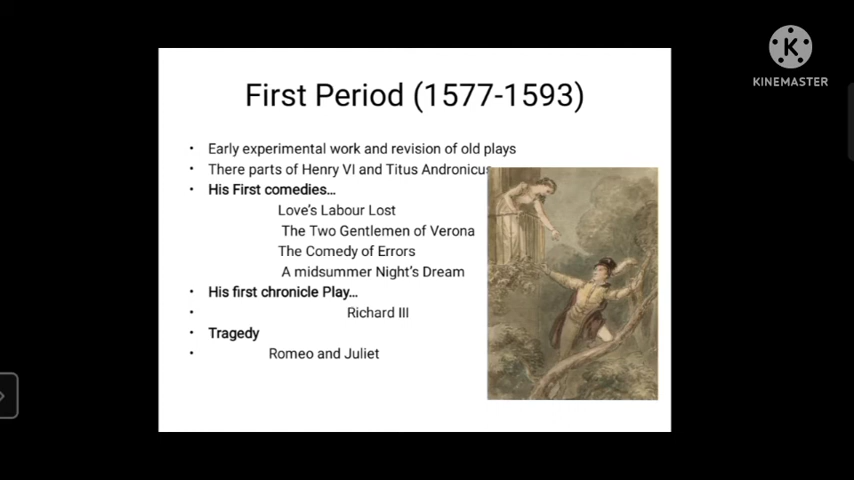 KINEMASTER
First Period (1577-1593)
• Early experimental work and revision of old plays
• There parts of Henry VI and Titus Andronicus
• His First comedies...
Love's Labour Lost
The Two Gentlemen of Verona
The Comedy of Errors
A midsummer Night's Dream
• His first chronicle Play...
• Richard III
• Tragedy
• Romeo and Juliet